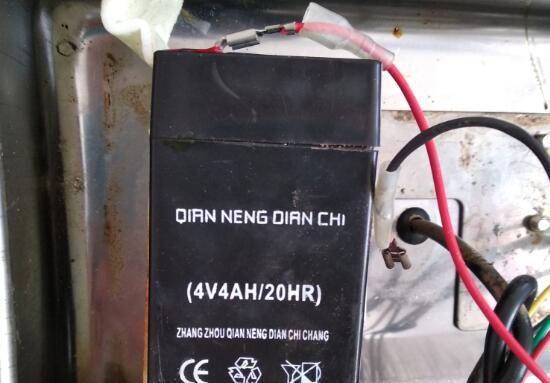 QIAN NENG DIAN CHI
(4V4AH/20HR)
ZHANG ZHOU QIAN NENG DIAN CHI CHANG
CE